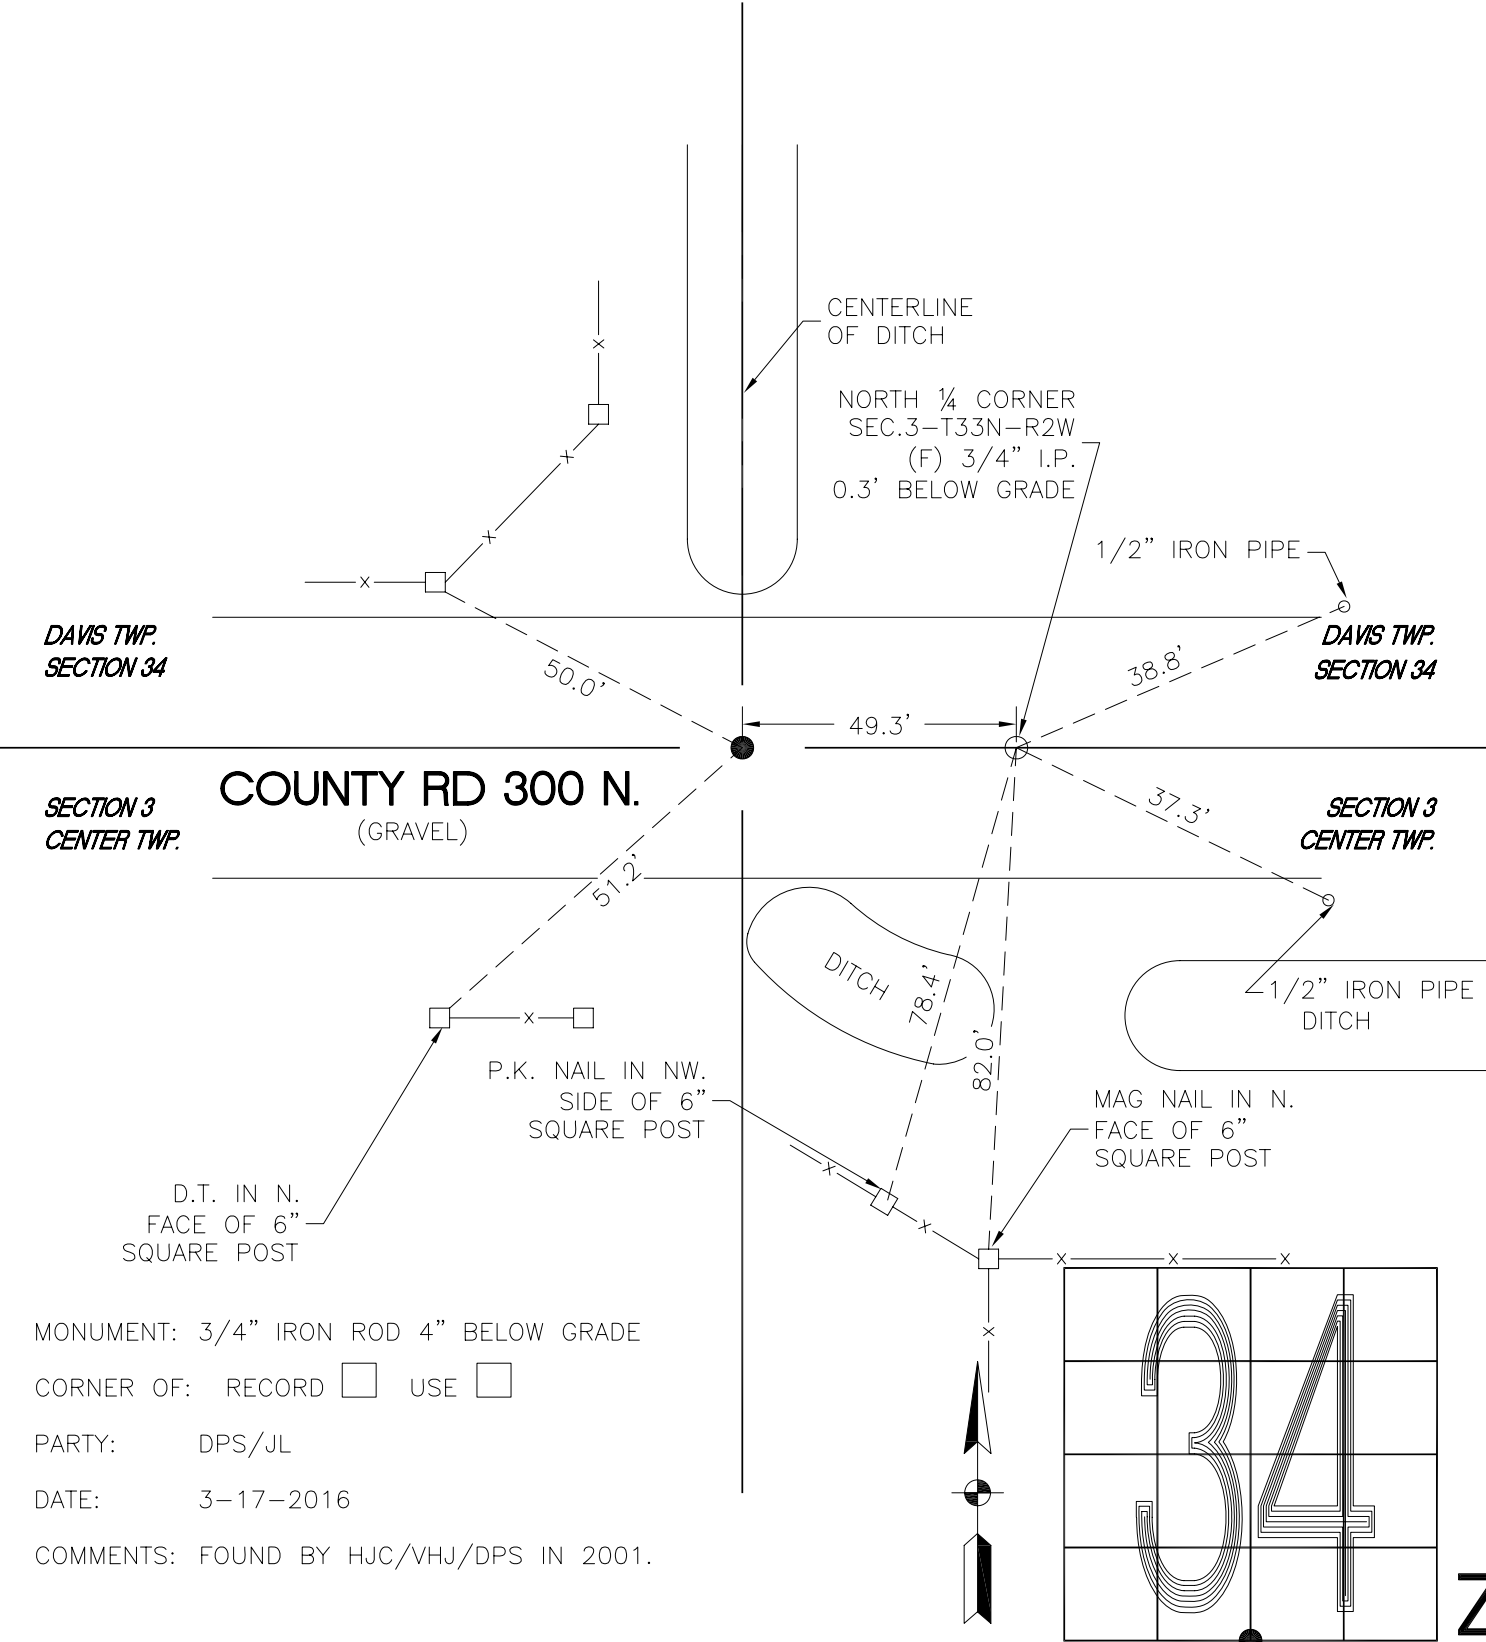 CENTERLINE
OF DITCH
NORTH ¼ CORNER
SEC.3-T33N-R2W
(F) 3/4" I.P.
0.3' BELOW GRADE
1/2" IRON PIPE
DAVIS TWP.
SECTION 34
DAVIS TWP.
SECTION 34
50.0'
38.8'
49.3'
COUNTY RD 300 N.
(GRAVEL)
SECTION 3
CENTER TWP.
37.3'
SECTION 3
CENTER TWP.
51.2'
DITCH
78.4'
82.0'
1/2" IRON PIPE
DITCH
P.K. NAIL IN NW.
SIDE OF 6"
SQUARE POST
MAG NAIL IN N.
FACE OF 6"
SQUARE POST
D.T. IN N.
FACE OF 6"
SQUARE POST
MONUMENT: 3/4" IRON ROD 4" BELOW GRADE
CORNER OF: RECORD USE
PARTY: DPS/JL
DATE: 3-17-2016
COMMENTS: FOUND BY HJC/VHJ/DPS IN 2001.
34